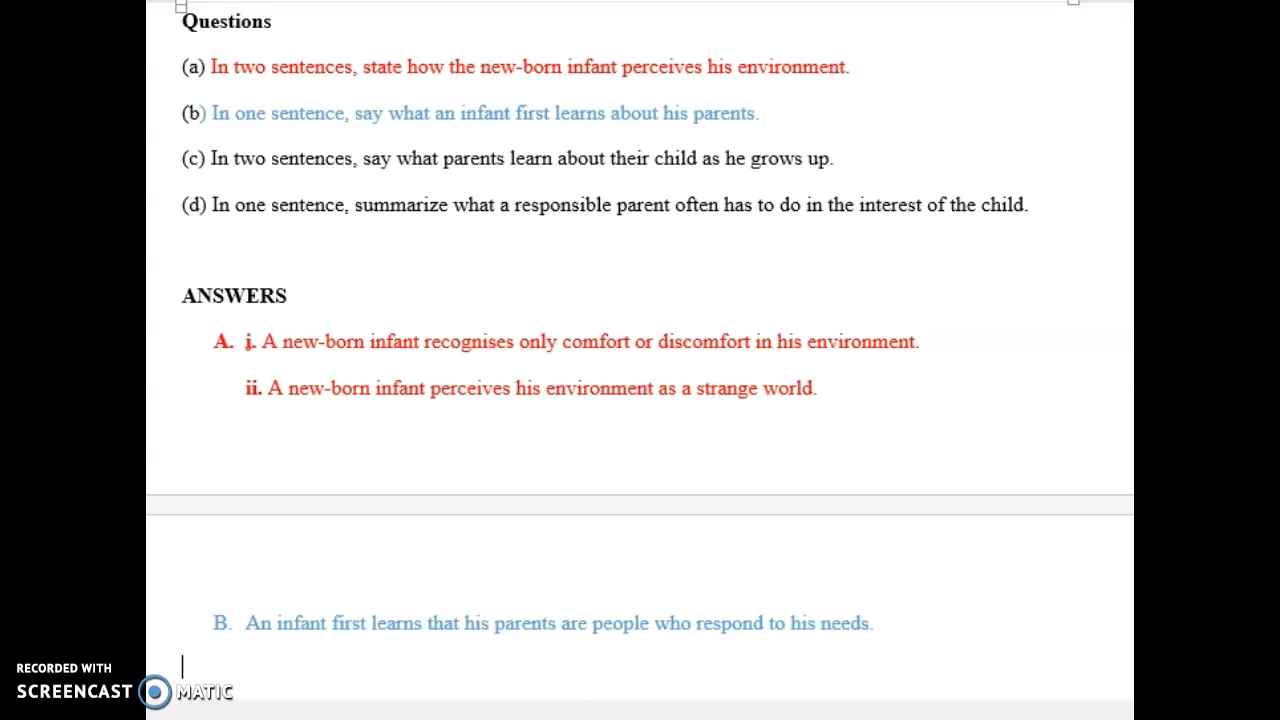 Questions
(a) In two sentences, state how the new-born infant perceives his environment.
(b) In one sentence, say what an infant first learns about his parents.
(c) In two sentences, say what parents learn about their child as he grows up.
(d) In one sentence, summarize what a responsible parent often has to do in the interest of the child.
ANSWERS
A. i. A new-born infant recognises only comfort or discomfort in his environment.
ii. A new-born infant perceives his environment as a strange world.
B. An infant first learns that his parents are people who respond to his needs.
RECORDED WITH
SCREENCAST MATIC